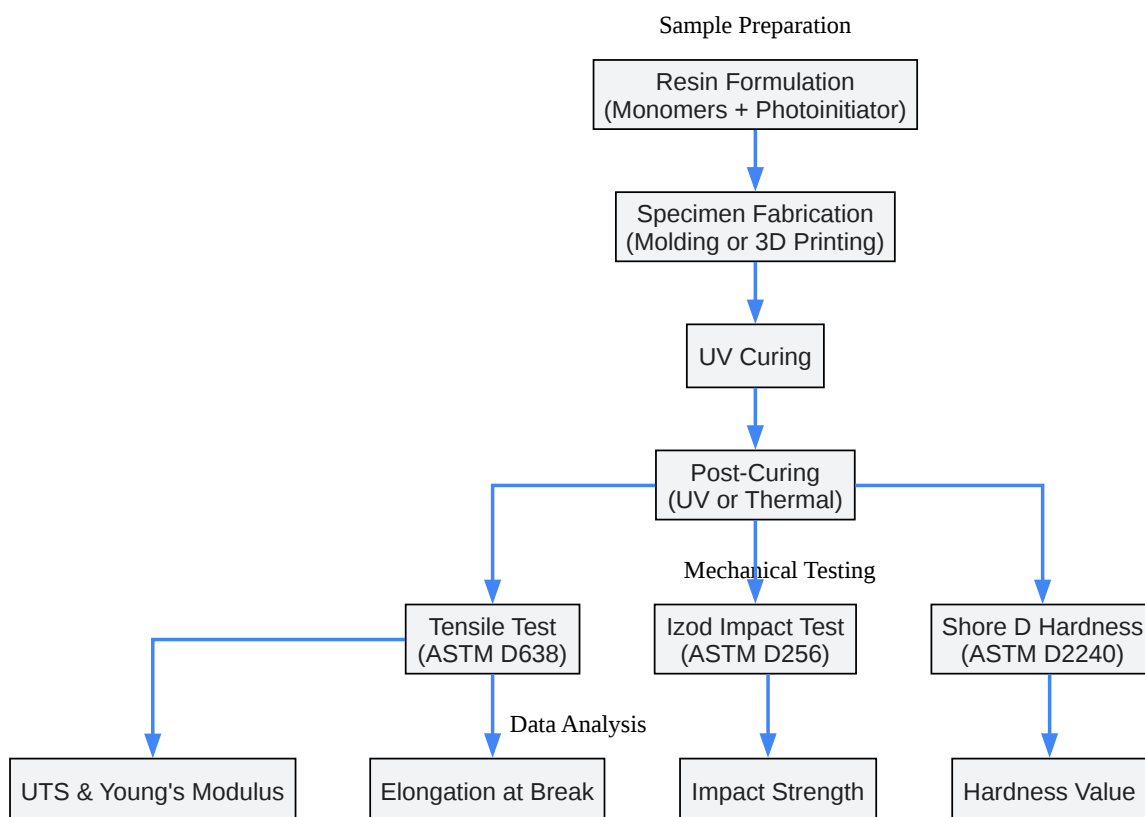 Sample Preparation
Resin Formulation
(Monomers + Photoinitiator)
Specimen Fabrication
(Molding or 3D Printing)
UV Curing
Post-Curing
(UV or Thermal)
Mechanical Testing
Tensile Test
(ASTM D638)
Izod Impact Test
(ASTM D256)
Shore D Hardness
(ASTM D2240)
Data Analysis
UTS & Young's Modulus
Elongation at Break
Impact Strength
Hardness Value